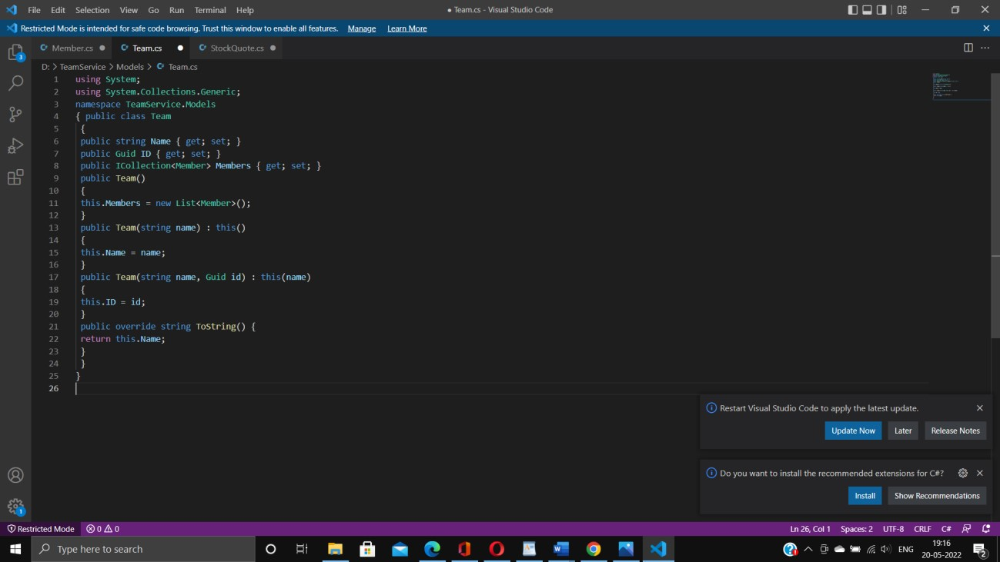 File Edit Selection View Go Run Terminal Help ● Team.cs - Visual Studio Code
Restricted Mode is intended for safe code browsing. Trust this window to enable all features. Manage Learn More
3
C# Member.cs ● C# Team.cs ● C# StockQuote.cs ●
D: > TeamService > Models > C# Team.cs
1 using System;
2 using System.Collections.Generic;
3 namespace TeamService.Models
4 { public class Team
5 {
6 public string Name { get; set; }
7 public Guid ID { get; set; }
8 public ICollection<Member> Members { get; set; }
9 public Team()
10 {
11 this.Members = new List<Member>();
12 }
13 public Team(string name) : this()
14 {
15 this.Name = name;
16 }
17 public Team(string name, Guid id) : this(name)
18 {
19 this.ID = id;
20 }
21 public override string ToString() {
22 return this.Name;
23 }
24 }
25 }
26
Restart Visual Studio Code to apply the latest update.
Update Now Later Release Notes
Do you want to install the recommended extensions for C#?
Install Show Recommendations
1
Restricted Mode 0 0 Ln 26, Col 1 Spaces: 2 UTF-8 CRLF C#
Type here to search ENG 19:16
20-05-2022 2